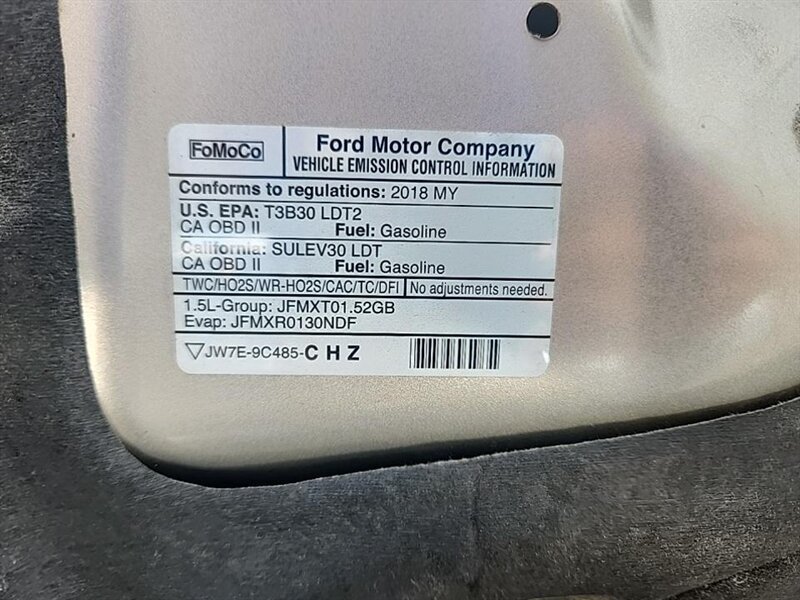 FoMoCo
Ford Motor Company
VEHICLE EMISSION CONTROL INFORMATION
Conforms to regulations: 2018 MY
U.S. EPA: T3B30 LDT2
CA OBD II Fuel: Gasoline
California: SULEV30 LDT
CA OBD II Fuel: Gasoline
TWC/HO2S/WR-HO2S/CAC/TC/DFI No adjustments needed.
1.5L-Group: JFMXT01.52GB
Evap: JFMXR0130NDF
▽JW7E-9C485-C H Z